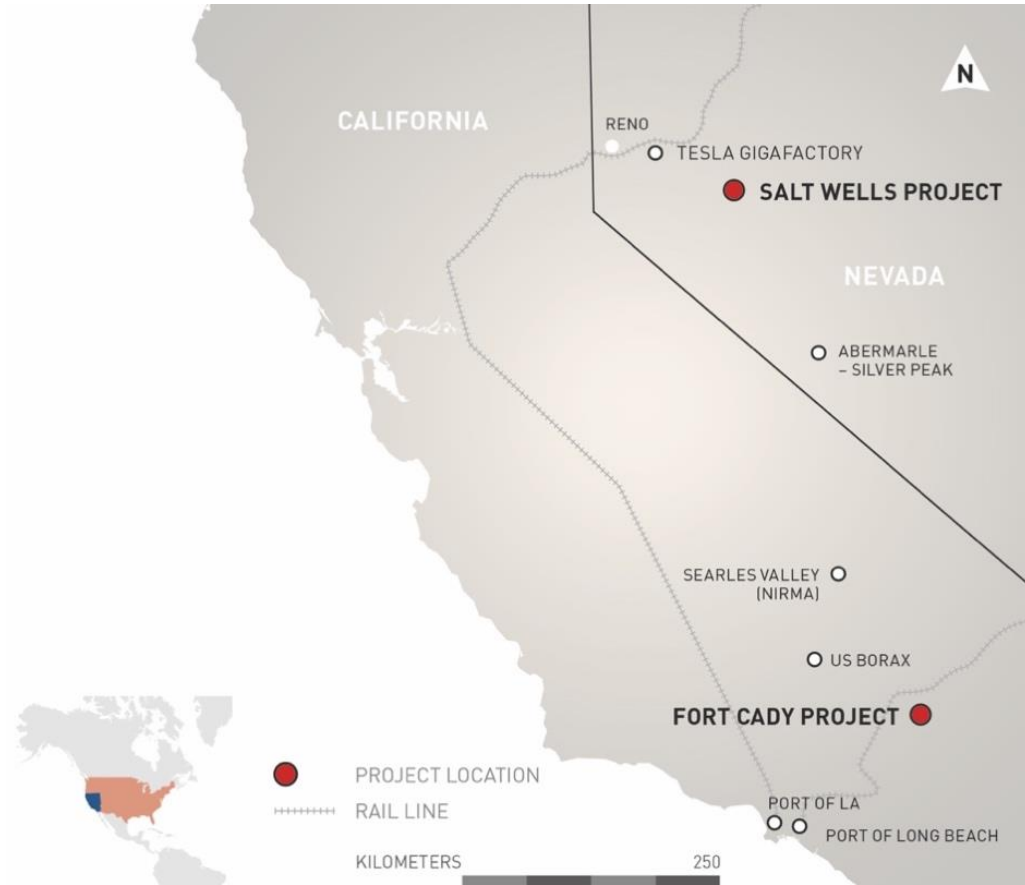 N
CALIFORNIA
RENO
TESLA GIGAFACTORY
SALT WELLS PROJECT
NEVADA
ABERMARLE
– SILVER PEAK
SEARLES VALLEY
(NIRMA)
US BORAX
FORT CADY PROJECT
PROJECT LOCATION
RAIL LINE
PORT OF LA
PORT OF LONG BEACH
KILOMETERS 250